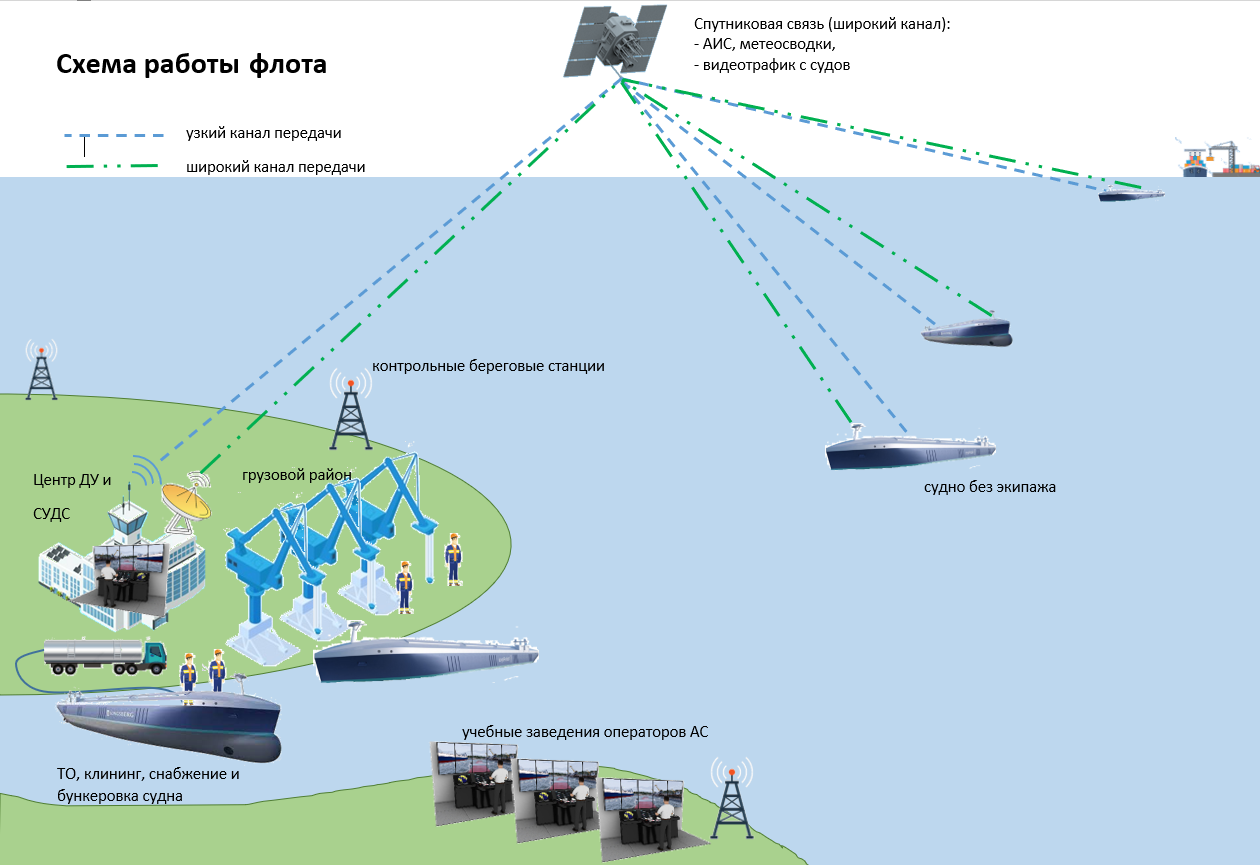 Спутниковая связь (широкий канал):
- АИС, метеосводки,
- видеотрафик с судов
Схема работы флота
узкий канал передачи
широкий канал передачи
контрольные береговые станции
грузовой район
Центр ДУ и
СУДС
судно без экипажа
учебные заведения операторов АС
ТО, клининг, снабжение и
бункеровка судна